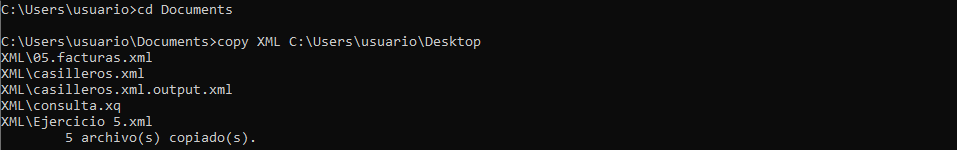 C:\Users\usuario>cd Documents
C:\Users\usuario\Documents>copy XML C:\Users\usuario\Desktop
XML\05.facturas.xml
XML\casilleros.xml
XML\casilleros.xml.output.xml
XML\consulta.xq
XML\Ejercicio 5.xml
        5 archivo(s) copiado(s).